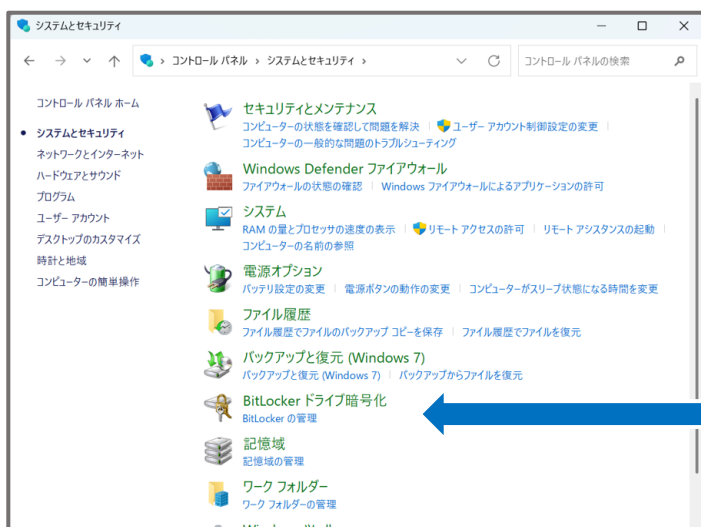 システムとセキュリティ
コントロール パネル › システムとセキュリティ ›
コントロール パネルの検索
コントロール パネル ホーム
システムとセキュリティ
ネットワークとインターネット
ハードウェアとサウンド
プログラム
ユーザー アカウント
デスクトップのカスタマイズ
時計と地域
コンピューターの簡単操作
セキュリティとメンテナンス
コンピューターの状態を確認して問題を解決 ユーザー アカウント制御設定の変更
コンピューターの一般的な問題のトラブルシューティング
Windows Defender ファイアウォール
ファイアウォールの状態の確認 Windows ファイアウォールによるアプリケーションの許可
システム
RAM の量とプロセッサの速度の表示 リモート アクセスの許可 リモート アシスタンスの起動
コンピューターの名前の参照
電源オプション
バッテリ設定の変更 電源ボタンの動作の変更 コンピューターがスリープ状態になる時間を変更
ファイル履歴
ファイル履歴でファイルのバックアップ コピーを保存 ファイル履歴でファイルを復元
バックアップと復元 (Windows 7)
バックアップと復元 (Windows 7) バックアップからファイルを復元
BitLocker ドライブ暗号化
BitLocker の管理
記憶域
記憶域の管理
ワーク フォルダー
ワーク フォルダーの管理